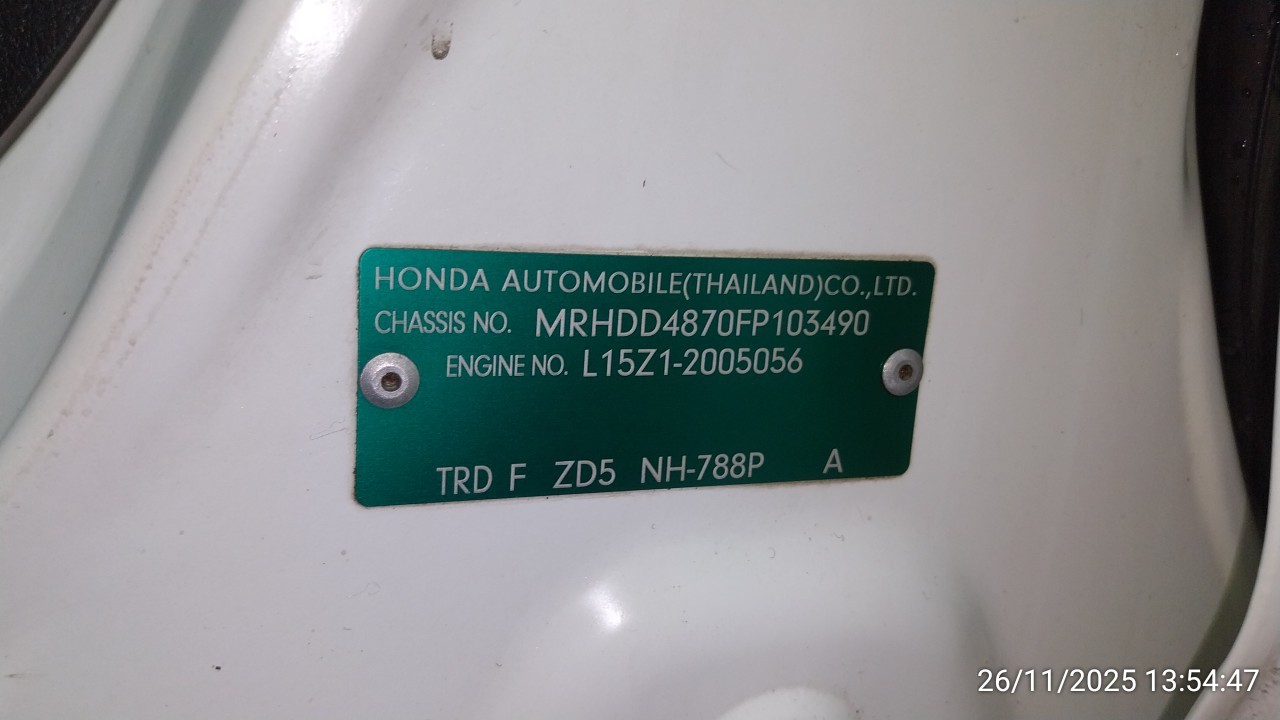 HONDA AUTOMOBILE(THAILAND)CO.,LTD.
CHASSIS NO. MRHDD4870FP103490
ENGINE NO. L15Z1-2005056
TRD F ZD5 NH-788P A
26/11/2025 13:54:47